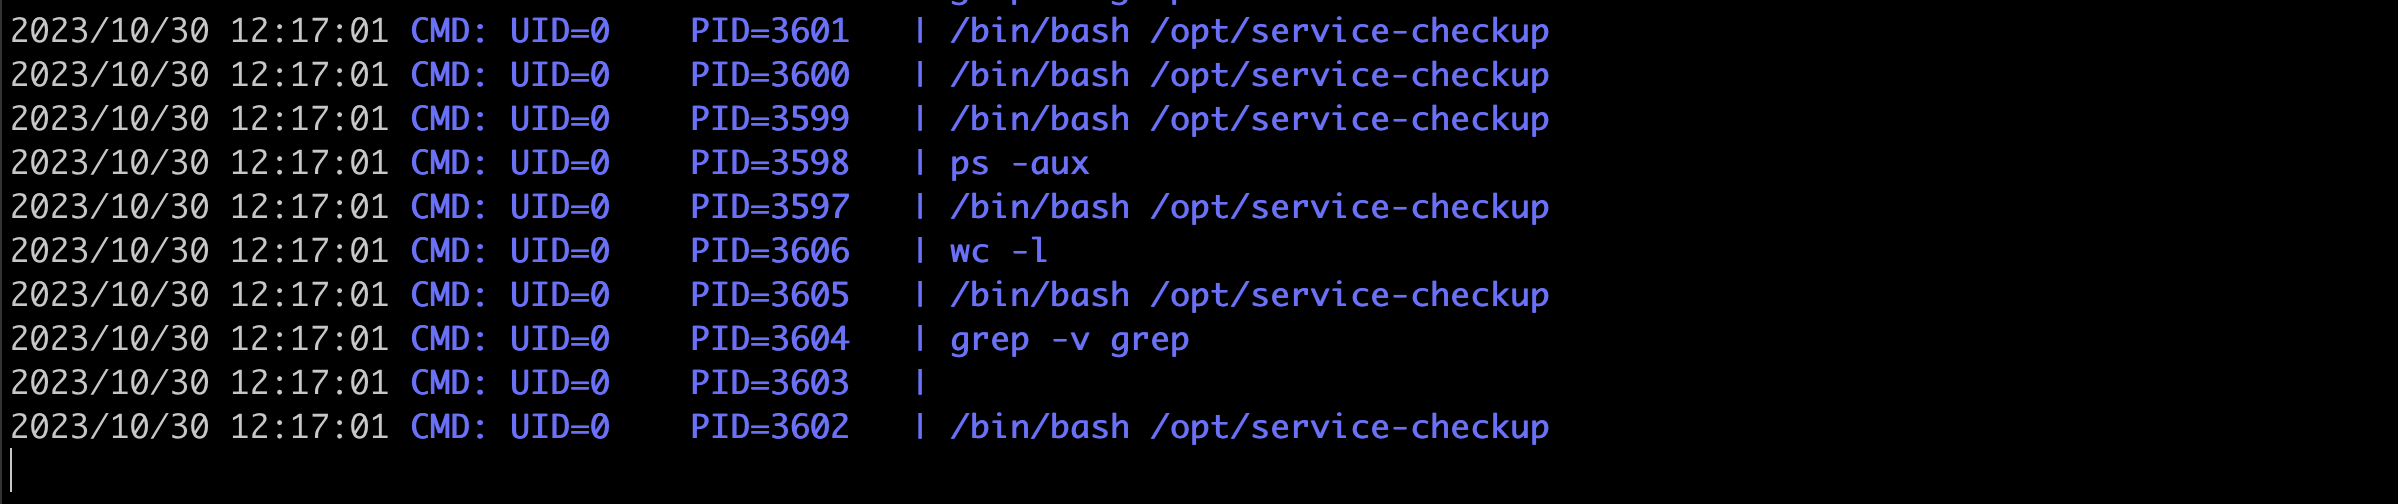 2023/10/30 12:17:01 CMD: UID=0    PID=3601   | /bin/bash /opt/service-checkup
2023/10/30 12:17:01 CMD: UID=0    PID=3600   | /bin/bash /opt/service-checkup
2023/10/30 12:17:01 CMD: UID=0    PID=3599   | /bin/bash /opt/service-checkup
2023/10/30 12:17:01 CMD: UID=0    PID=3598   | ps -aux
2023/10/30 12:17:01 CMD: UID=0    PID=3597   | /bin/bash /opt/service-checkup
2023/10/30 12:17:01 CMD: UID=0    PID=3606   | wc -l
2023/10/30 12:17:01 CMD: UID=0    PID=3605   | /bin/bash /opt/service-checkup
2023/10/30 12:17:01 CMD: UID=0    PID=3604   | grep -v grep
2023/10/30 12:17:01 CMD: UID=0    PID=3603   |
2023/10/30 12:17:01 CMD: UID=0    PID=3602   | /bin/bash /opt/service-checkup